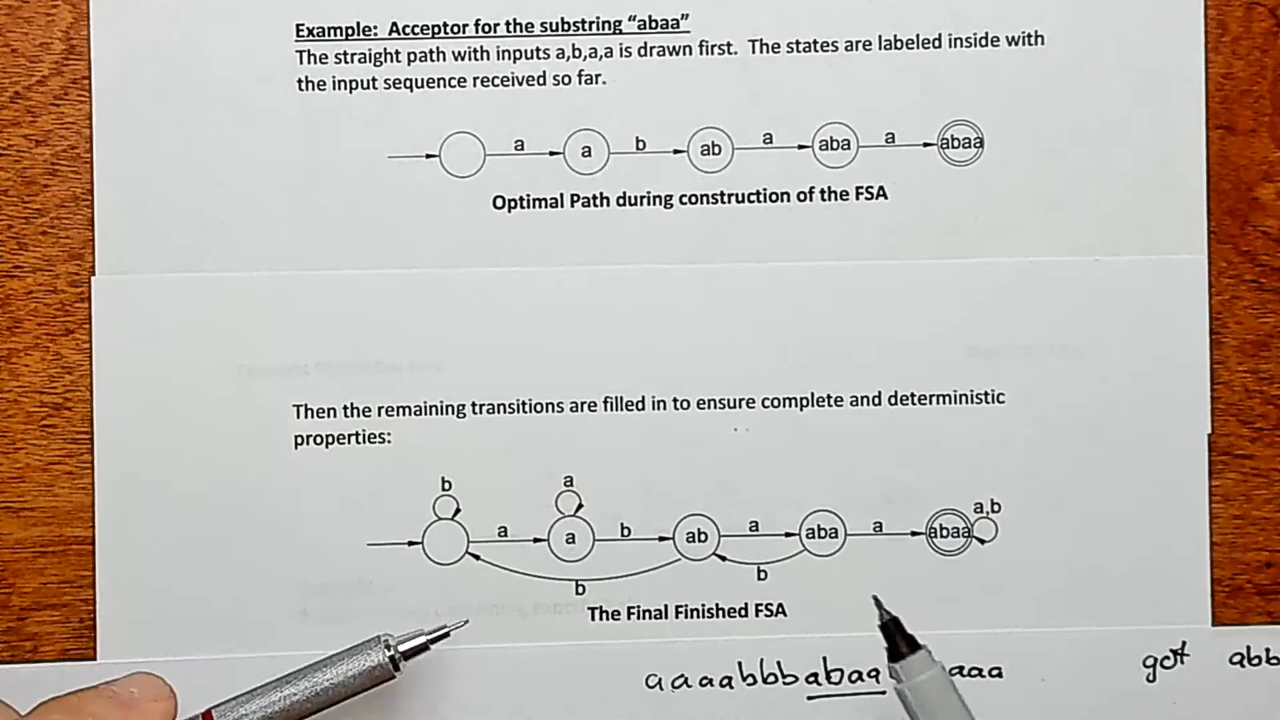 Example: Acceptor for the substring “abaa”
The straight path with inputs a,b,a,a is drawn first. The states are labeled inside with
the input sequence received so far.
a b a a
a ab aba abaa
Optimal Path during construction of the FSA
Then the remaining transitions are filled in to ensure complete and deterministic
properties:
b a
a,b
a b a a
a ab aba abaa
b b
The Final Finished FSA
aaaabbbabaa aaa got abb